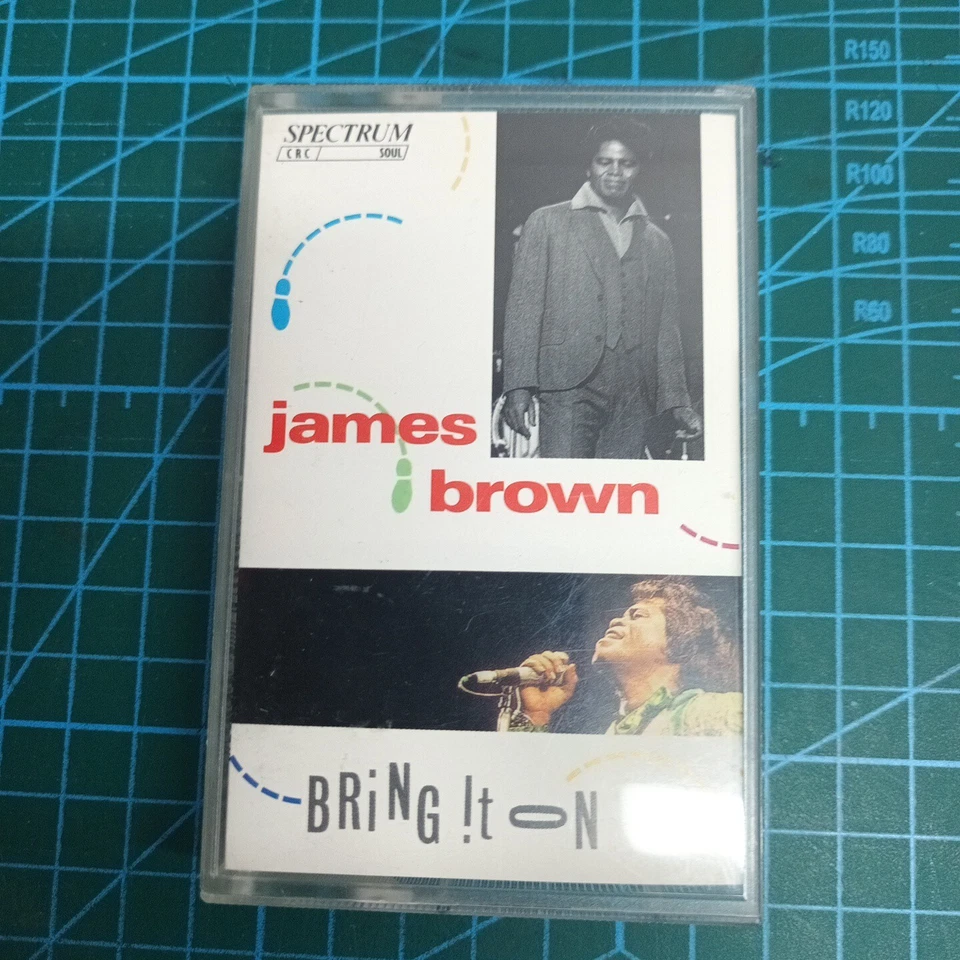 SPECTRUM
CRC SOUL
james
brown
BRiNG !t ON
R150
R120
R100
R80
R60